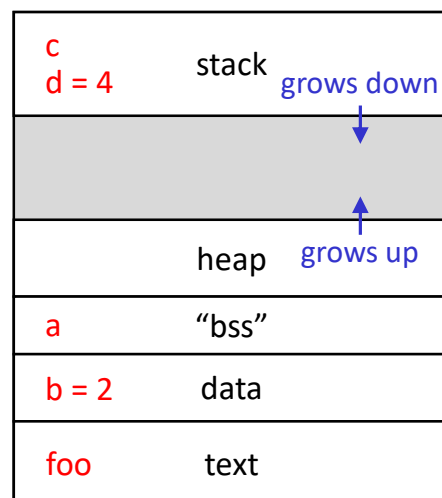 c
d = 4
stack
grows down
grows up
heap
a
“bss”
b = 2
data
foo
text